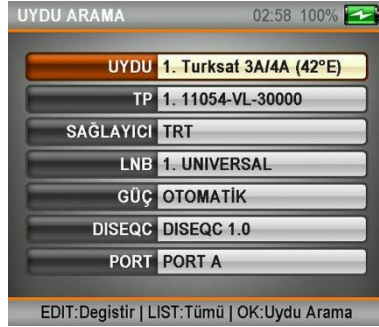 UYDU ARAMA 02:58 100%
UYDU 1. Turksat 3A/4A (42ºE)
TP 1. 11054-VL-30000
SAĞLAYICI TRT
LNB 1. UNIVERSAL
GÜÇ OTOMATİK
DISEQC DISEQC 1.0
PORT PORT A
EDIT:Degistir | LIST:Tümü | OK:Uydu Arama